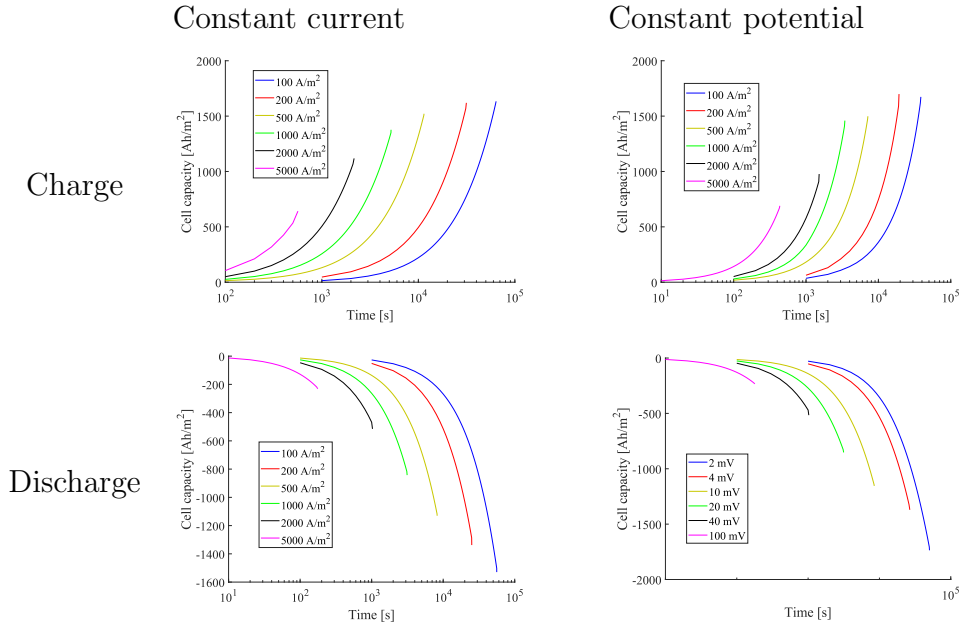 Constant current
Constant potential
Charge
Cell capacity [Ah/m²]
2000
1500
1000
500
0
100 A/m²
200 A/m²
500 A/m²
1000 A/m²
2000 A/m²
5000 A/m²
10²
10³
10⁴
10⁵
Time [s]
Cell capacity [Ah/m²]
2000
1500
1000
500
0
100 A/m²
200 A/m²
500 A/m²
1000 A/m²
2000 A/m²
5000 A/m²
10¹
10²
10³
10⁴
10⁵
Time [s]
Discharge
Cell capacity [Ah/m²]
0
-200
-400
-600
-800
-1000
-1200
-1400
-1600
100 A/m²
200 A/m²
500 A/m²
1000 A/m²
2000 A/m²
5000 A/m²
10¹
10²
10³
10⁴
10⁵
Time [s]
Cell capacity [Ah/m²]
0
-500
-1000
-1500
-2000
2 mV
4 mV
10 mV
20 mV
40 mV
100 mV
10⁵
Time [s]